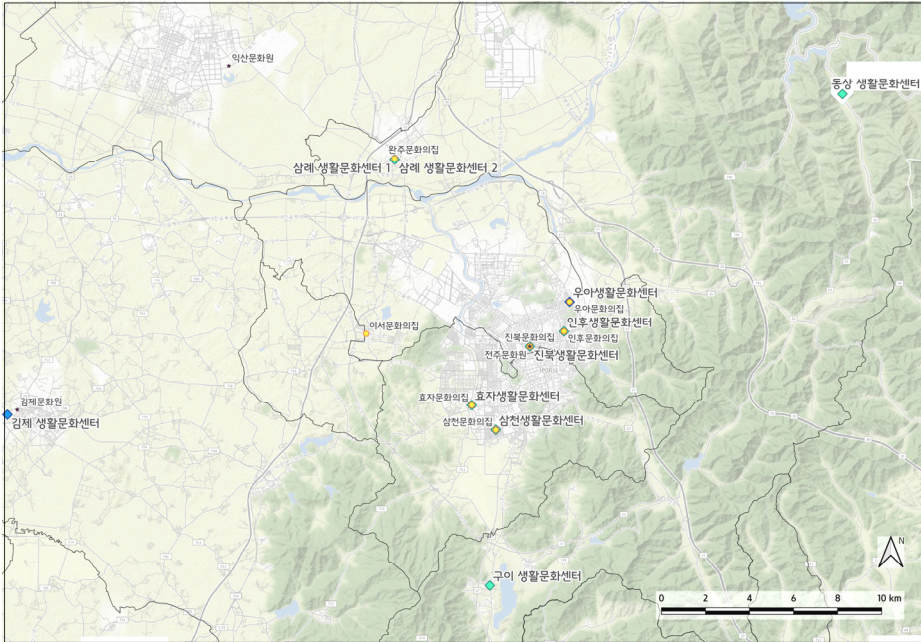 익산문화원
동상 생활문화센터
완주문화의집
삼례 생활문화센터 1
삼례 생활문화센터 2
우아생활문화센터
우아문화의집
인후생활문화센터
인후문화의집
이서문화의집
진북문화의집
전주문화원
진북생활문화센터
효자문화의집
효자생활문화센터
김제문화원
김제 생활문화센터
삼천문화의집
삼천생활문화센터
구이 생활문화센터
N
0 2 4 6 8 10 km